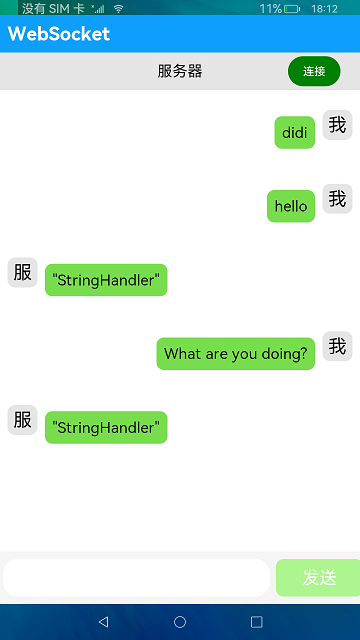 没有 SIM 卡 11% 18:12
WebSocket
服务器 连接
didi 我
hello 我
服 "StringHandler"
What are you doing? 我
服 "StringHandler"
发送